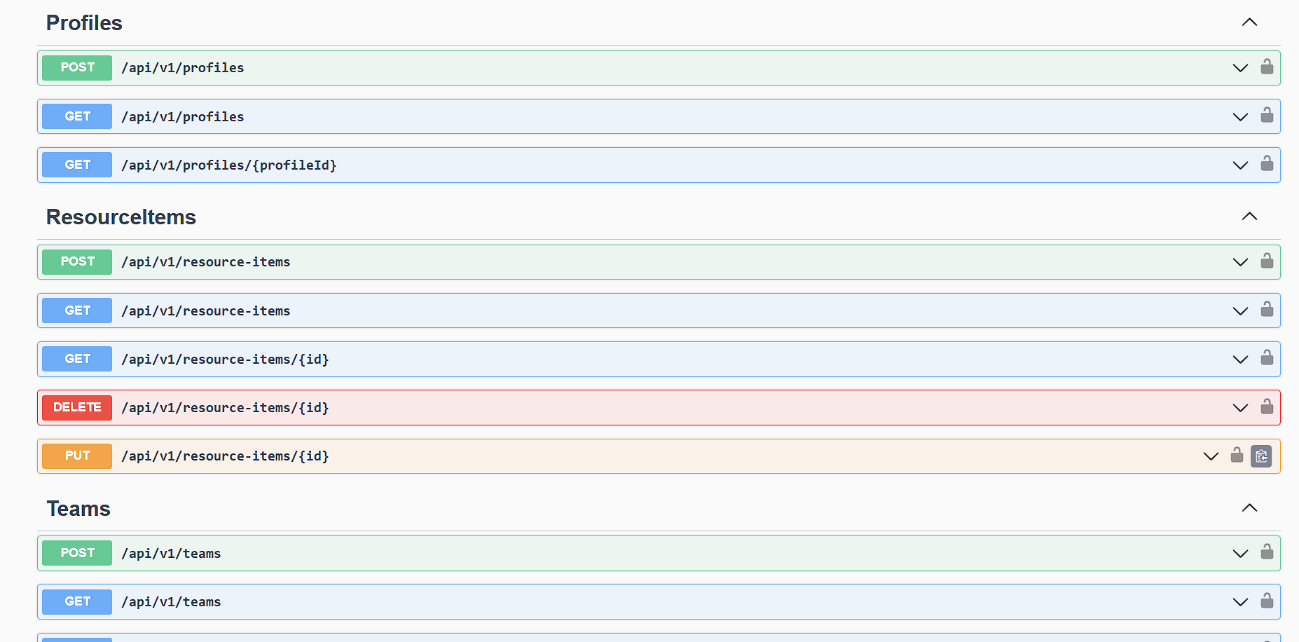 Profiles
POST /api/v1/profiles
GET /api/v1/profiles
GET /api/v1/profiles/{profileId}
ResourceItems
POST /api/v1/resource-items
GET /api/v1/resource-items
GET /api/v1/resource-items/{id}
DELETE /api/v1/resource-items/{id}
PUT /api/v1/resource-items/{id}
Teams
POST /api/v1/teams
GET /api/v1/teams